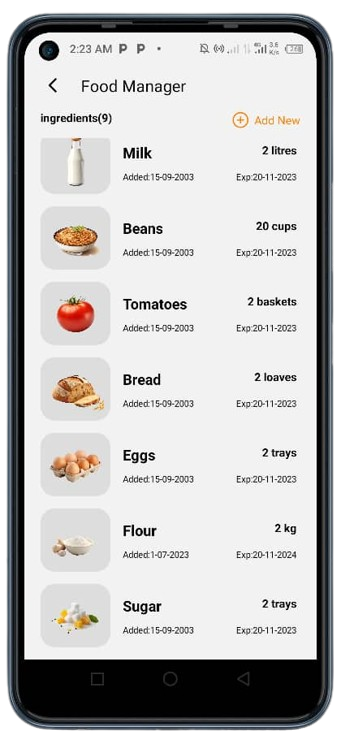 2:23 AM P P •
Food Manager
ingredients(9)
Add New
Milk
2 litres
Added:15-09-2003
Exp:20-11-2023
Beans
20 cups
Added:15-09-2003
Exp:20-11-2023
Tomatoes
2 baskets
Added:15-09-2003
Exp:20-11-2023
Bread
2 loaves
Added:15-09-2003
Exp:20-11-2023
Eggs
2 trays
Added:15-09-2003
Exp:20-11-2023
Flour
2 kg
Added:1-07-2023
Exp:20-11-2024
Sugar
2 trays
Added:15-09-2003
Exp:20-11-2023